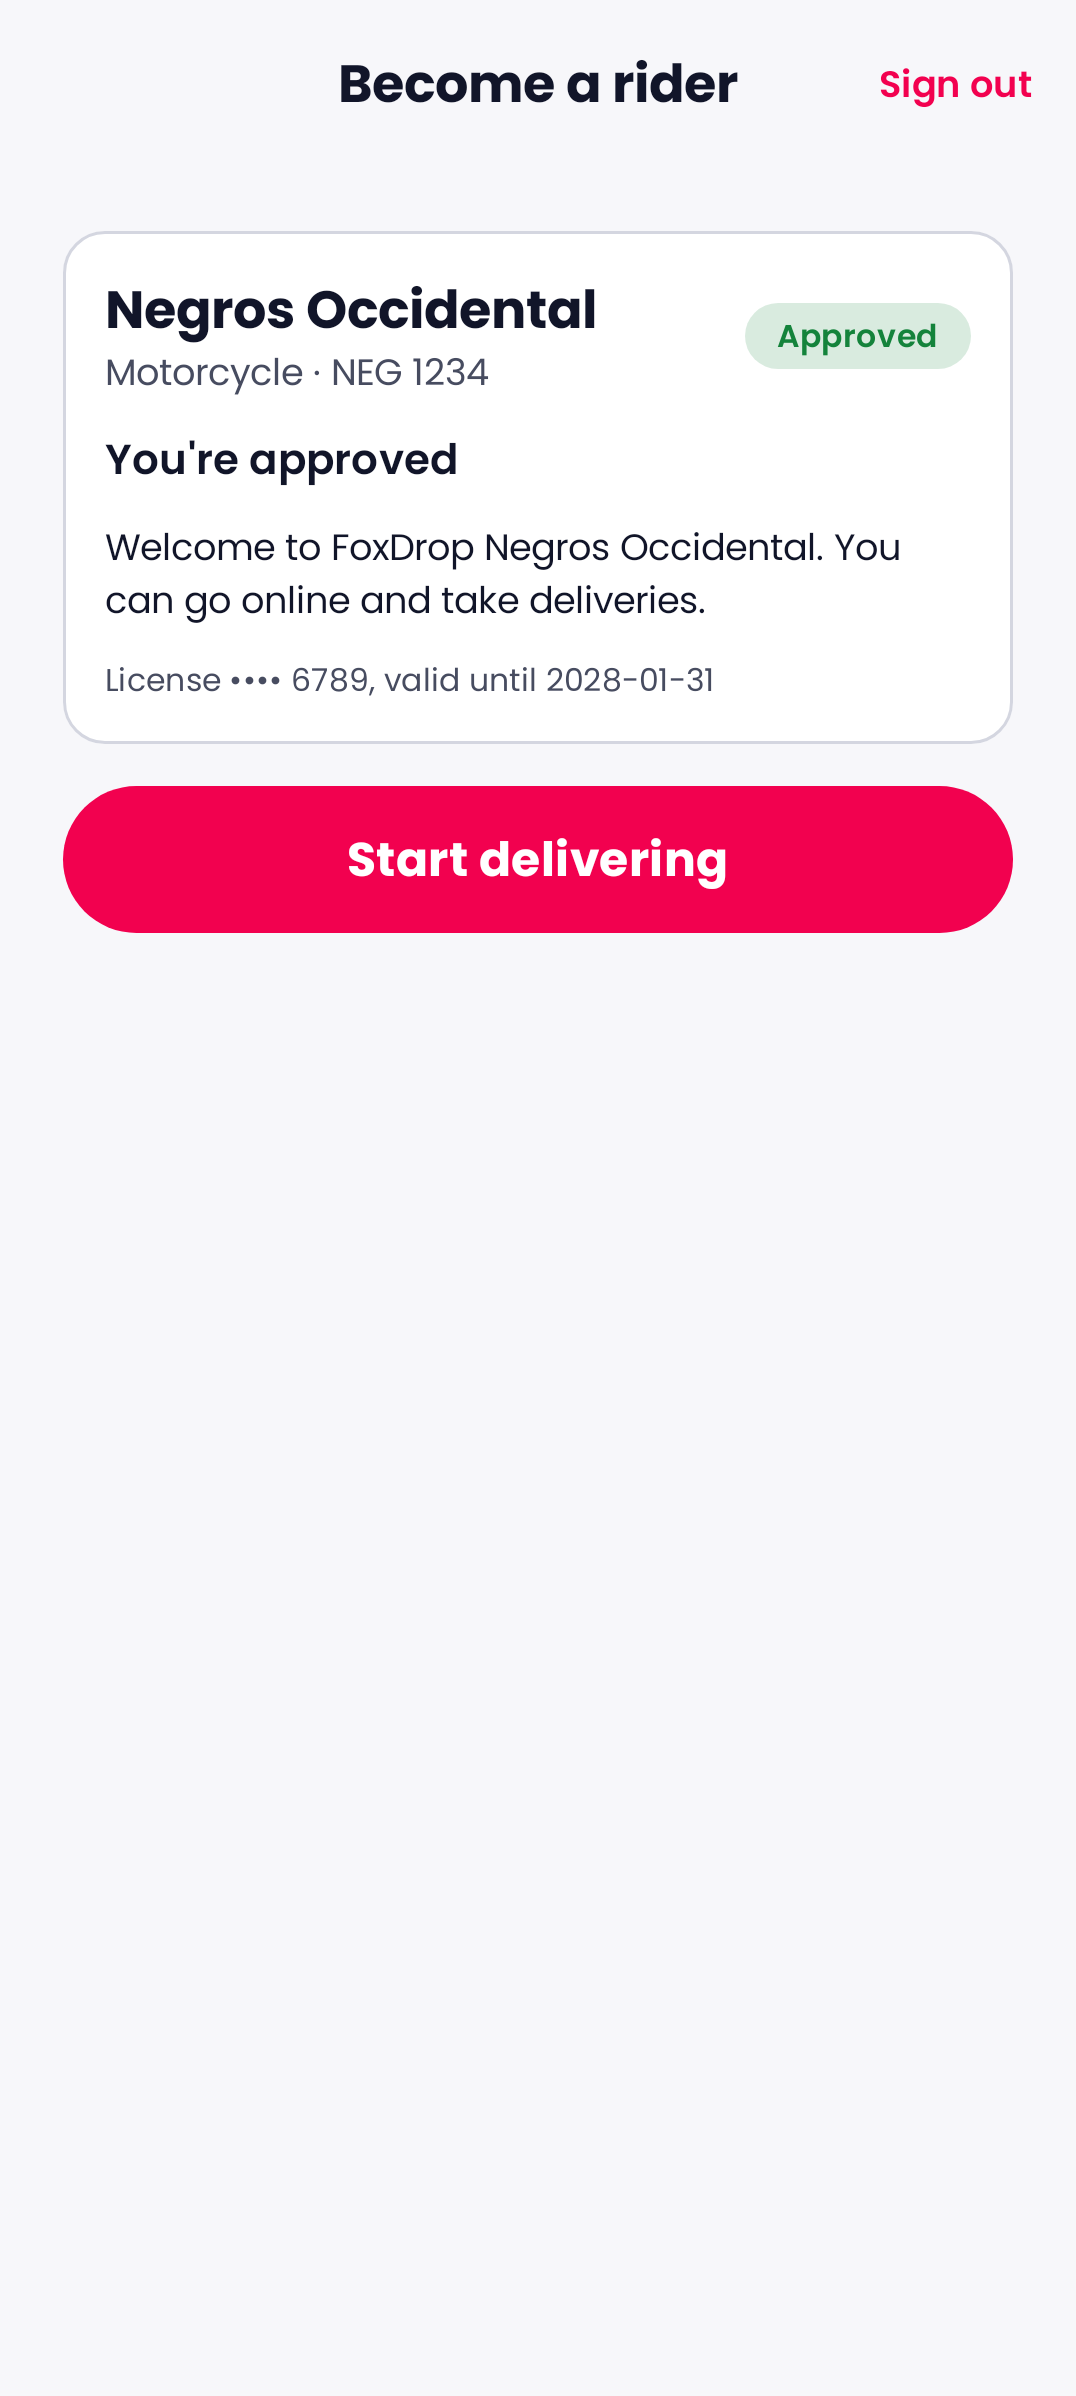 Become a rider
Sign out
Negros Occidental
Approved
Motorcycle · NEG 1234
You're approved
Welcome to FoxDrop Negros Occidental. You
can go online and take deliveries.
License •••• 6789, valid until 2028-01-31
Start delivering